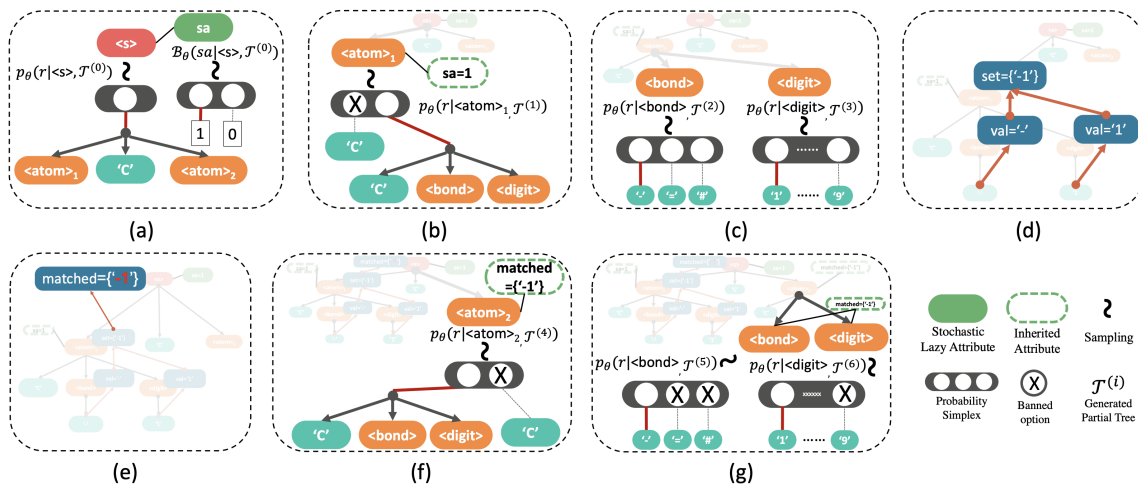 <s>
sa
pθ(r|<s>, 𝒯(0))
ℬθ(sa|<s>, 𝒯(0))
1
0
<atom>1
‘C’
<atom>2
(a)
<atom>1
sa=1
pθ(r|<atom>1, 𝒯(1))
X
‘C’
‘C’
<bond>
<digit>
(b)
<bond>
<digit>
pθ(r|<bond>, 𝒯(2))
pθ(r|<digit>, 𝒯(3))
......
‘-’
‘=’
‘#’
‘1’
......
‘9’
(c)
set={‘-1’}
val=‘-’
val=‘1’
(d)
matched={‘-1’}
(e)
matched
={‘-1’}
<atom>2
pθ(r|<atom>2, 𝒯(4))
X
‘C’
<bond>
<digit>
‘C’
(f)
matched={‘-1’}
<bond>
<digit>
pθ(r|<bond>, 𝒯(5))
pθ(r|<digit>, 𝒯(6))
X
X
xxxxxx
X
‘-’
‘=’
‘#’
‘1’
......
‘9’
(g)
Stochastic
Lazy Attribute
Inherited
Attribute
Sampling
Probability
Simplex
X
Banned
option
𝒯(i)
Generated
Partial Tree